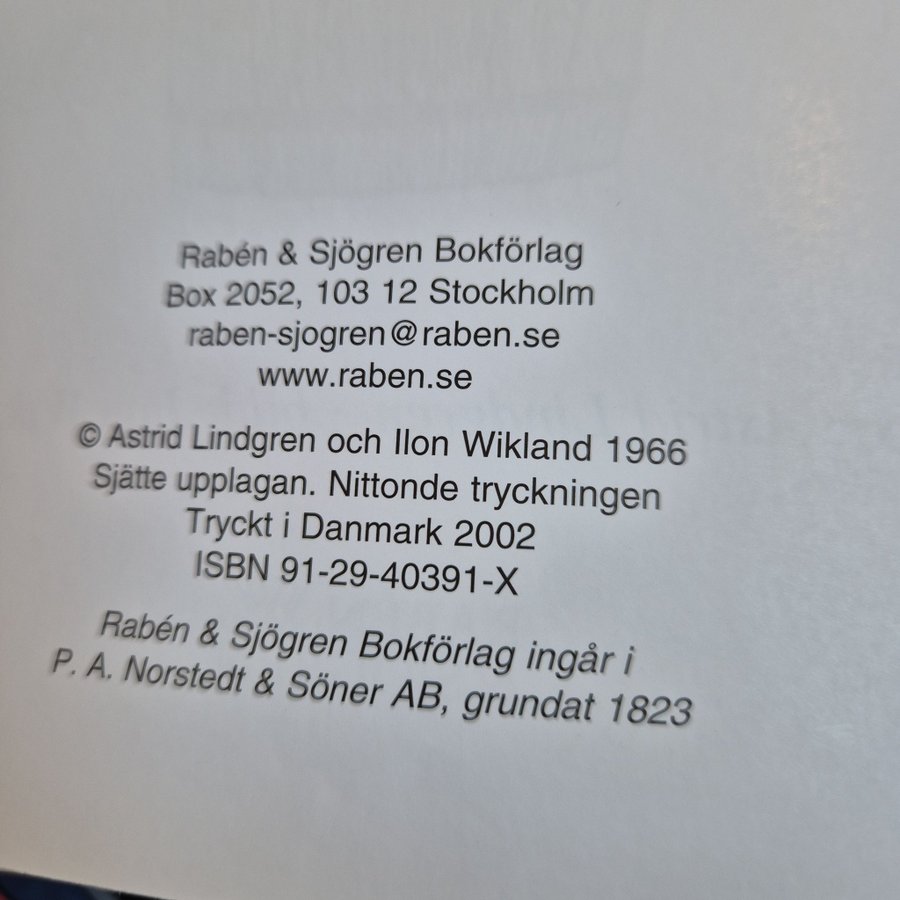 Rabén & Sjögren Bokförlag
Box 2052, 103 12 Stockholm
raben-sjogren@raben.se
www.raben.se
© Astrid Lindgren och Ilon Wikland 1966
Sjätte upplagan. Nittonde tryckningen
Tryckt i Danmark 2002
ISBN 91-29-40391-X
Rabén & Sjögren Bokförlag ingår i
P. A. Norstedt & Söner AB, grundat 1823